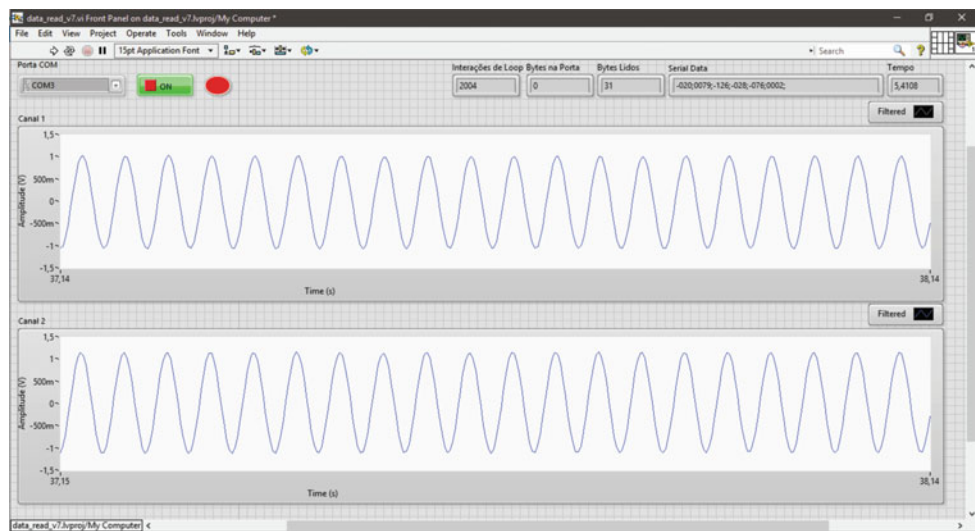 data_read_v7.vi Front Panel on data_read_v7.lvproj/My Computer *
File Edit View Project Operate Tools Window Help
15pt Application Font
Search
Porta COM
COM3
ON
Interações de Loop Bytes na Porta Bytes Lidos Serial Data Tempo
2004 0 31 -020;0079;-126;-028;-076;0002; 5,4108
Filtered
Canal 1
1,5
1
500m
0
-500m
-1
-1,5
Amplitude (V)
37,14 38,14
Time (s)
Filtered
Canal 2
1,5
1
500m
0
-500m
-1
-1,5
Amplitude (V)
37,15 38,14
Time (s)
data_read_v7.lvproj/My Computer